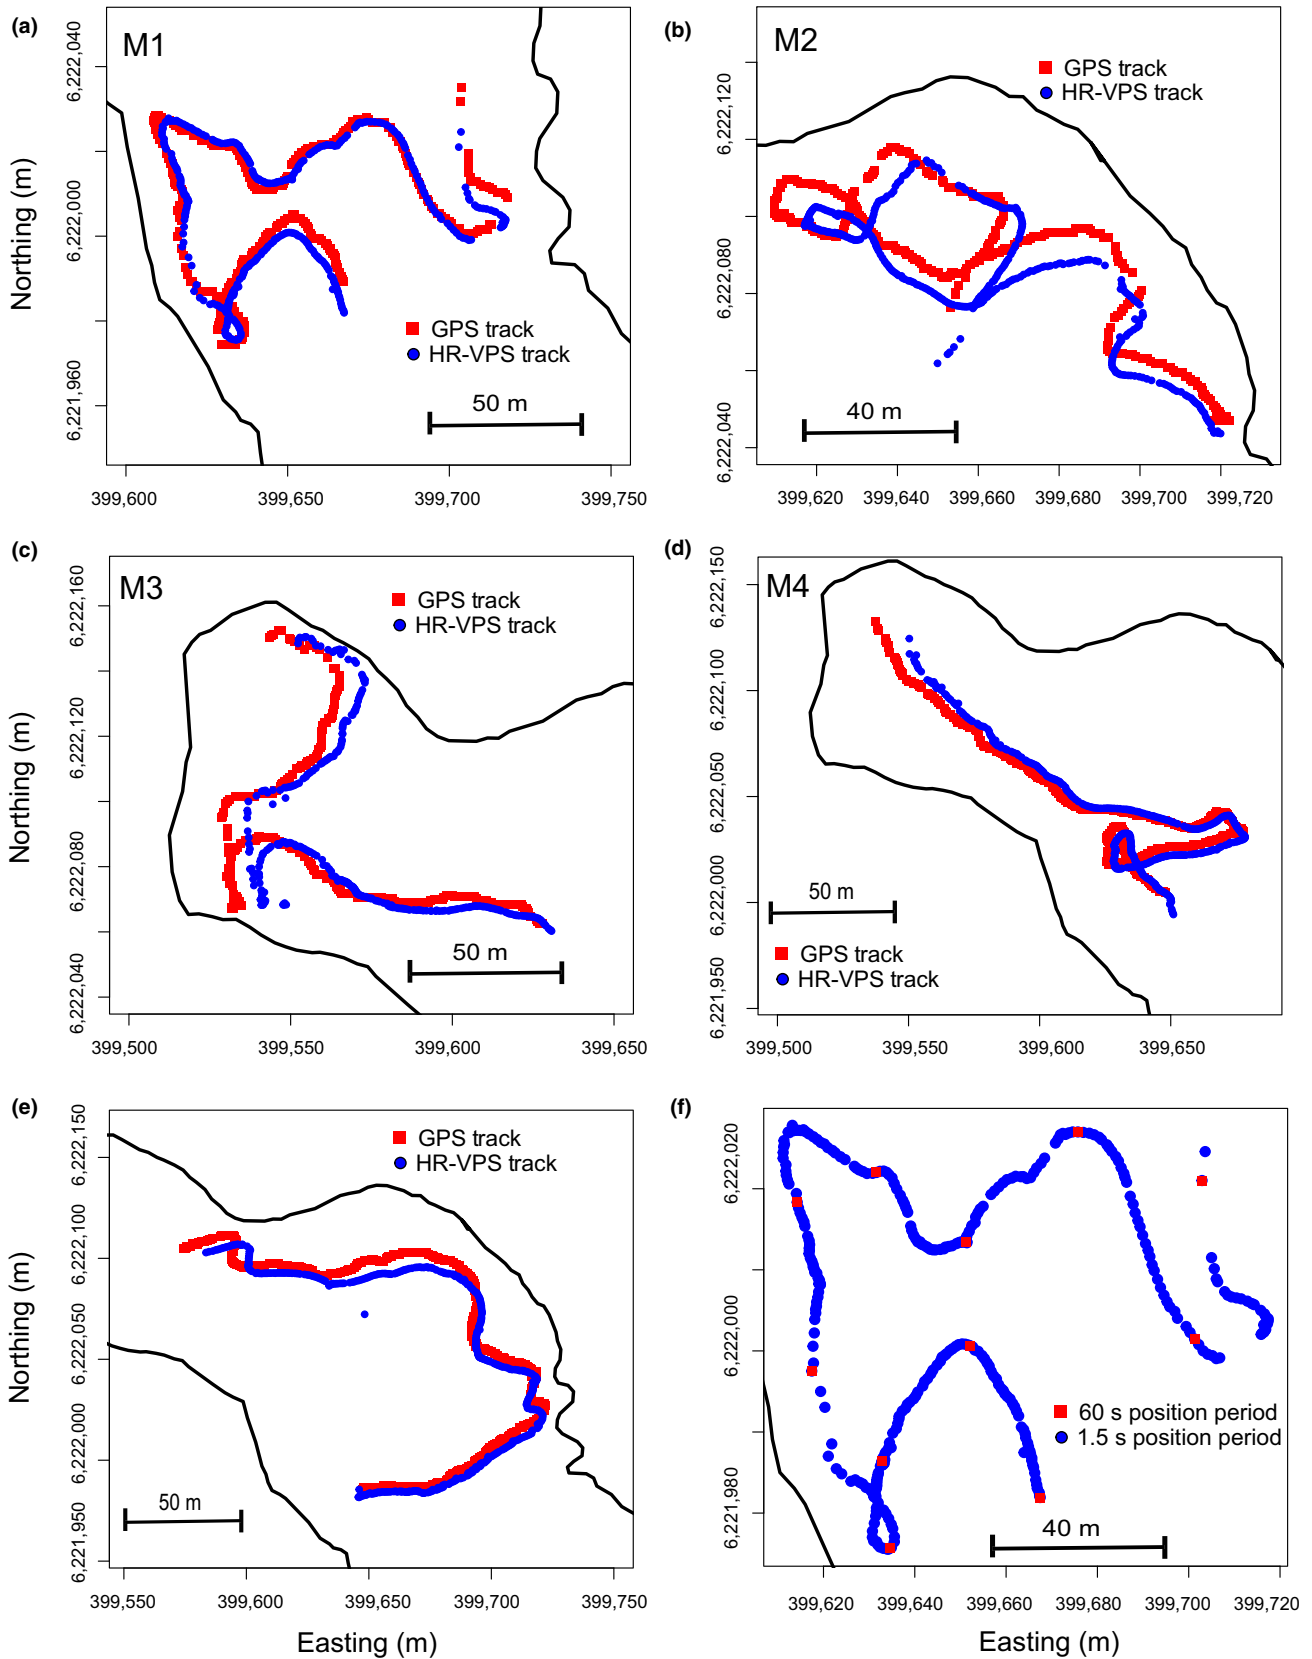 (a)
M1
GPS track
HR-VPS track
50 m
6,222,040
6,222,000
6,221,960
399,600
399,650
399,700
399,750
Northing (m)
(b)
M2
GPS track
HR-VPS track
40 m
6,222,120
6,222,080
6,222,040
399,620
399,640
399,660
399,680
399,700
399,720
(c)
M3
GPS track
HR-VPS track
50 m
6,222,160
6,222,120
6,222,080
6,222,040
399,500
399,550
399,600
399,650
Northing (m)
(d)
M4
50 m
GPS track
HR-VPS track
6,222,150
6,222,100
6,222,050
6,222,000
6,221,950
399,500
399,550
399,600
399,650
(e)
GPS track
HR-VPS track
50 m
6,222,150
6,222,100
6,222,050
6,222,000
6,221,950
399,550
399,600
399,650
399,700
399,750
Northing (m)
Easting (m)
(f)
60 s position period
1.5 s position period
40 m
6,222,020
6,222,000
6,221,980
399,620
399,640
399,660
399,680
399,700
399,720
Easting (m)